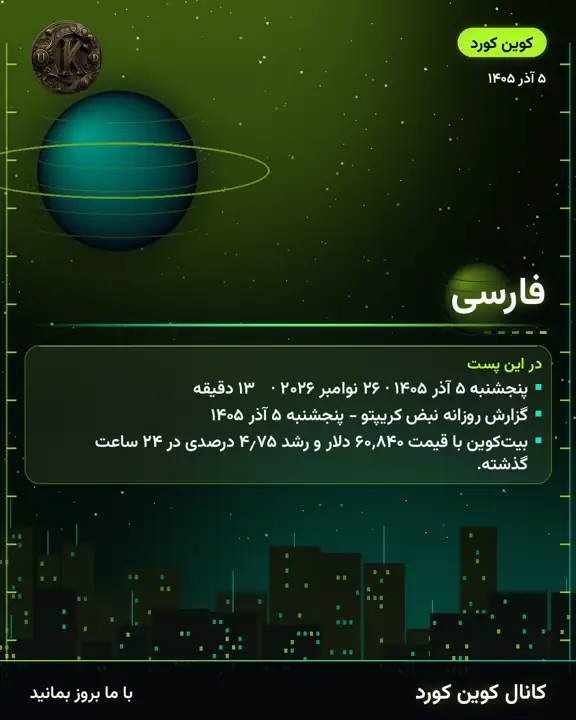 کوین کورد
۵ آذر ۱۴۰۵
K
فارسی
در این پست
پنجشنبه ۵ آذر ۱۴۰۵ · ۲۶ نوامبر ۲۰۲۶ · ۱۳ دقیقه
گزارش روزانه نبض کریپتو - پنجشنبه ۵ آذر ۱۴۰۵
بیت‌کوین با قیمت ۶۰,۸۴۰ دلار و رشد ۴٫۷۵ درصدی در ۲۴ ساعت
گذشته.
کانال کوین کورد
با ما بروز بمانید